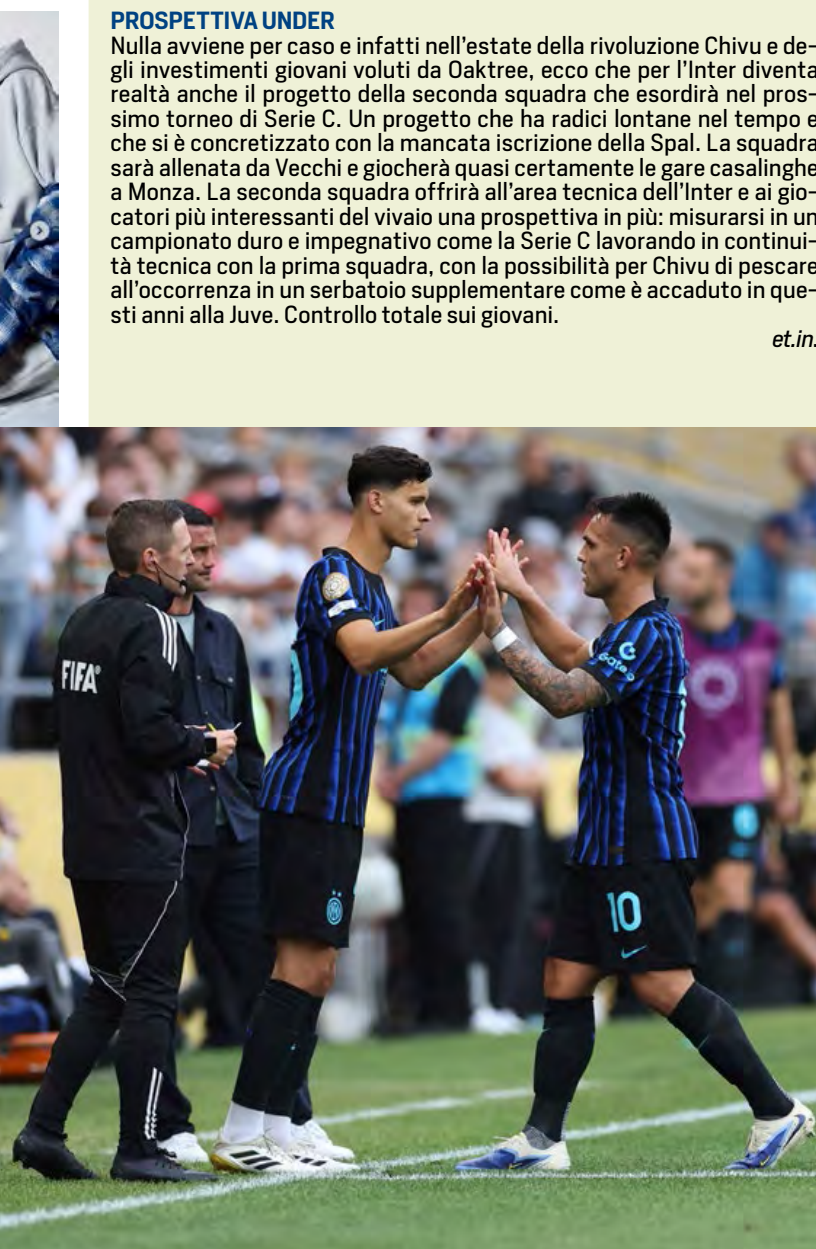 PROSPETTIVA UNDER
Nulla avviene per caso e infatti nell'estate della rivoluzione Chivu e de-
gli investimenti giovani voluti da Oaktree, ecco che per l'Inter diventa
realtà anche il progetto della seconda squadra che esordirà nel pros-
simo torneo di Serie C. Un progetto che ha radici lontane nel tempo e
che si è concretizzato con la mancata iscrizione della Spal. La squadra
sarà allenata da Vecchi e giocherà quasi certamente le gare casalinghe
a Monza. La seconda squadra offrirà all'area tecnica dell'Inter e ai gio-
catori più interessanti del vivaio una prospettiva in più: misurarsi in un
campionato duro e impegnativo come la Serie C lavorando in continui-
tà tecnica con la prima squadra, con la possibilità per Chivu di pescare
all'occorrenza in un serbatoio supplementare come è accaduto in que-
sti anni alla Juve. Controllo totale sui giovani.
et.in.
FIFA
Gate.io
10